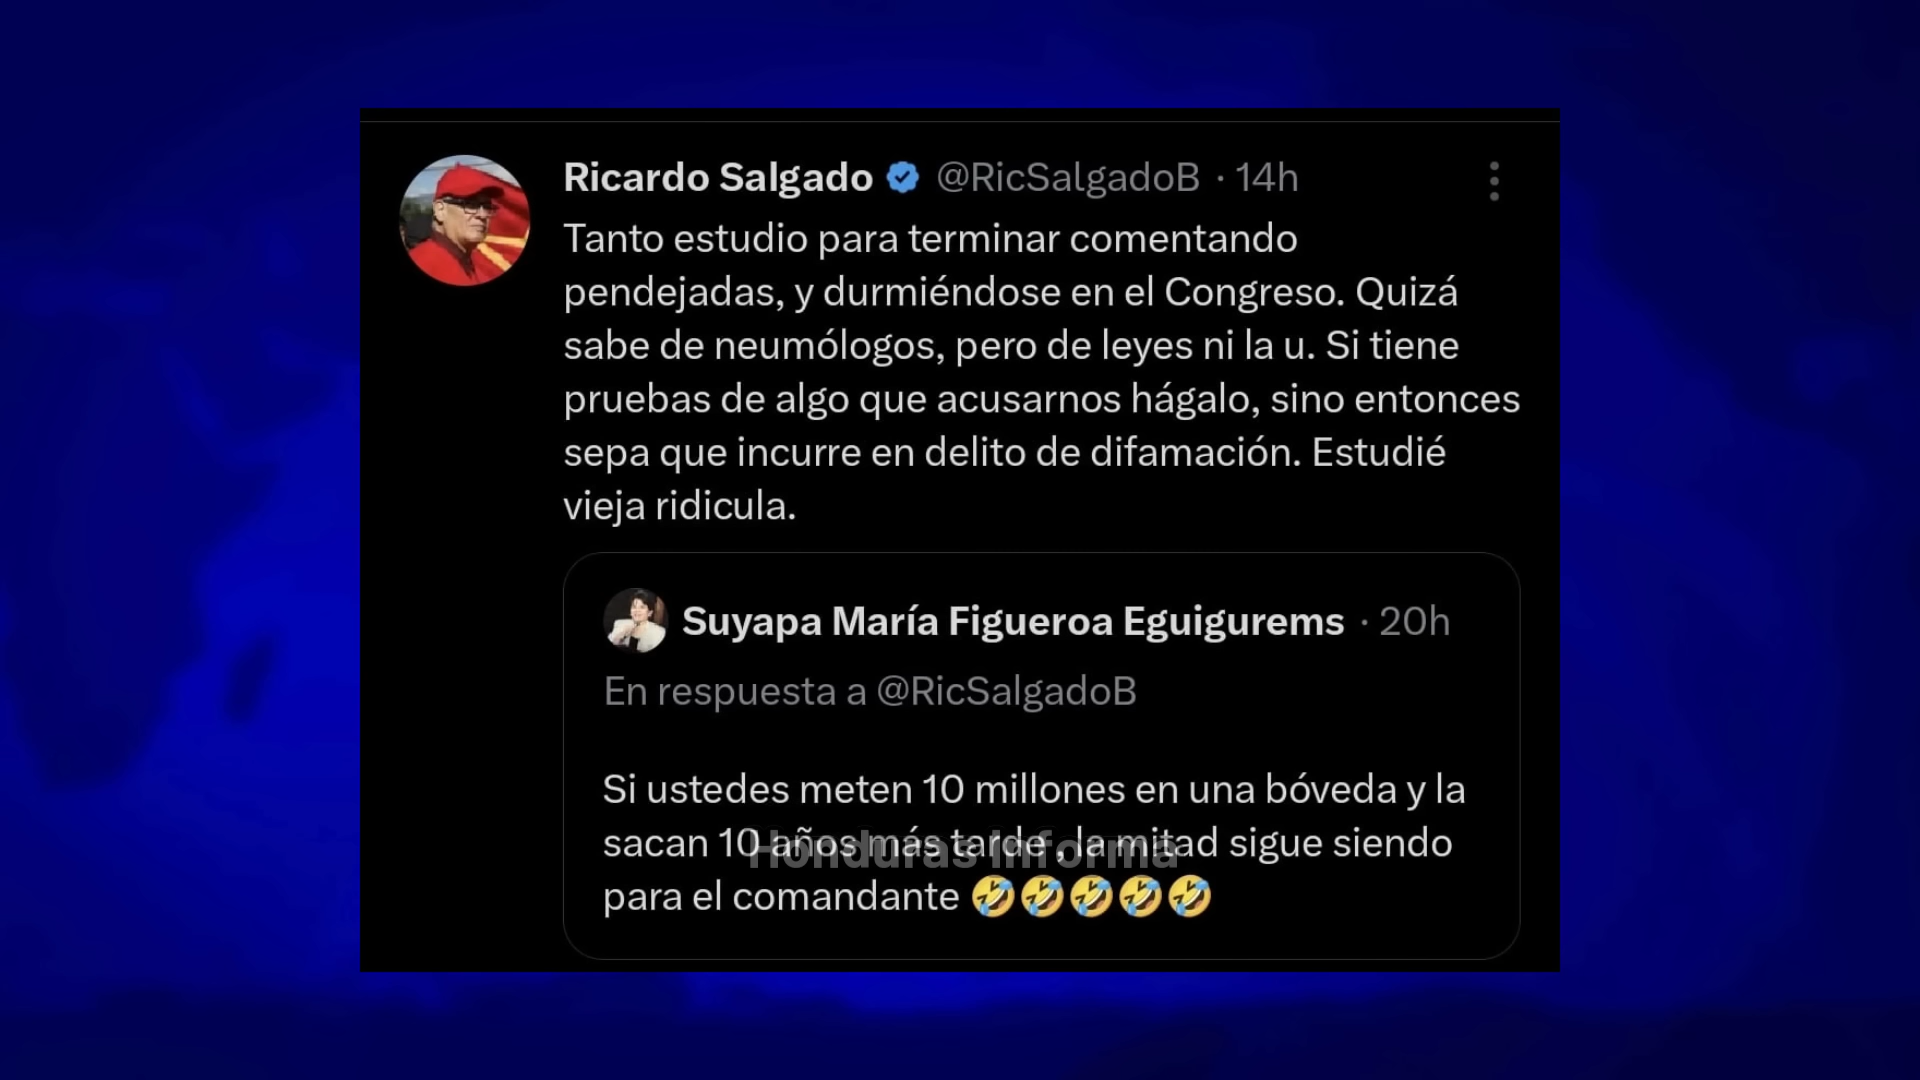 Ricardo Salgado @RicSalgadoB · 14h
Tanto estudio para terminar comentando
pendejadas, y durmiéndose en el Congreso. Quizá
sabe de neumólogos, pero de leyes ni la u. Si tiene
pruebas de algo que acusarnos hágalo, sino entonces
sepa que incurre en delito de difamación. Estudié
vieja ridicula.
Suyapa María Figueroa Eguigurems · 20h
En respuesta a @RicSalgadoB
Si ustedes meten 10 millones en una bóveda y la
sacan 10 años más tarde , la mitad sigue siendo
para el comandante 🤣🤣🤣🤣🤣
Honduras Informa